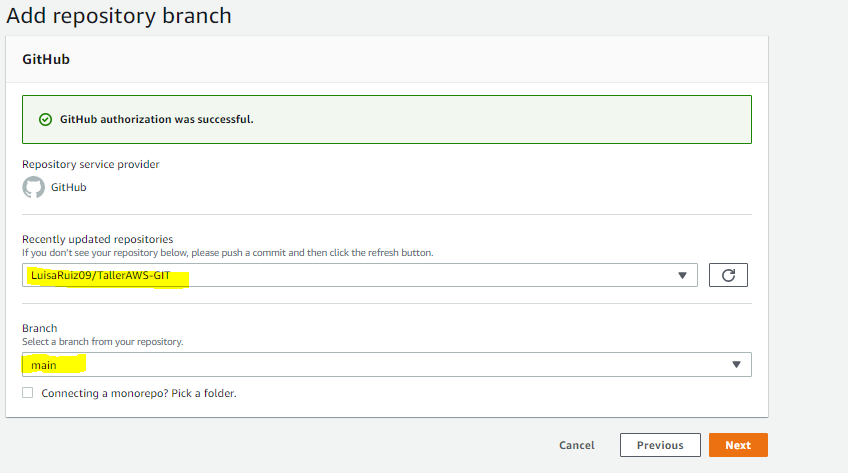 Add repository branch
GitHub
GitHub authorization was successful.
Repository service provider
GitHub
Recently updated repositories
If you don't see your repository below, please push a commit and then click the refresh button.
LuisaRuiz09/TallerAWS-GIT
Branch
Select a branch from your repository.
main
Connecting a monorepo? Pick a folder.
Cancel
Previous
Next